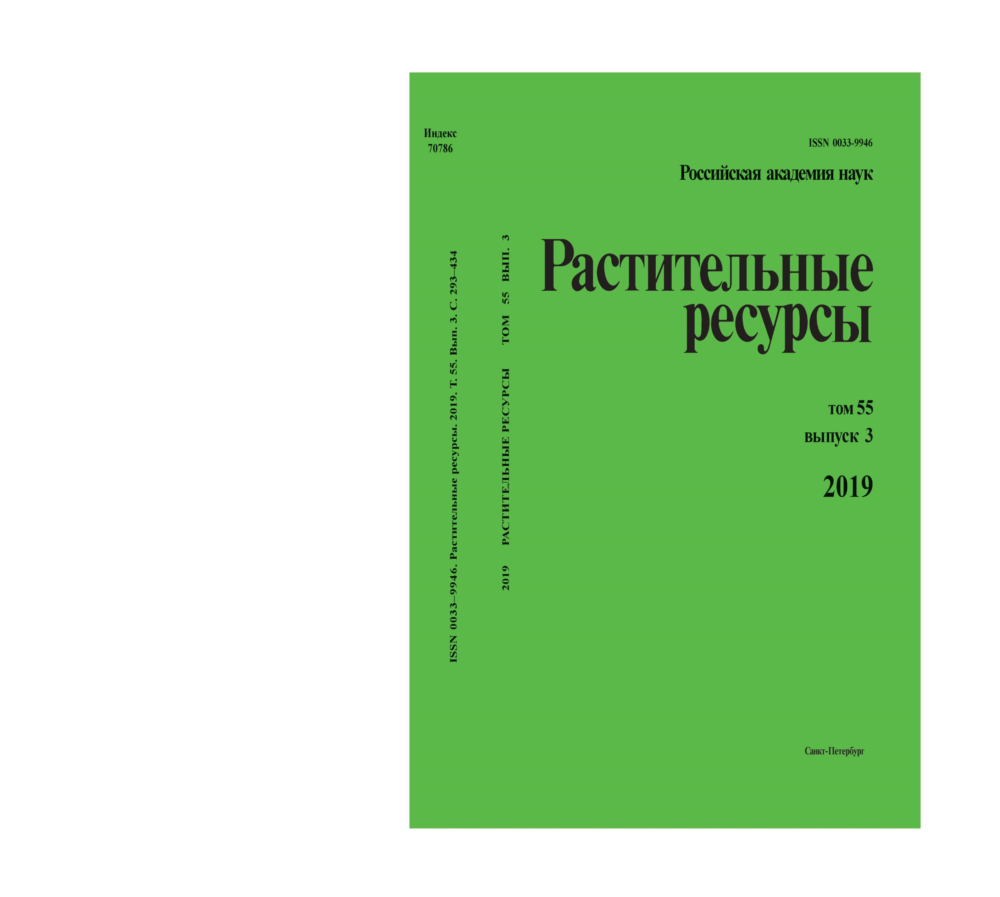 Индекс
70786
ISSN 0033-9946
Российская академия наук
Растительные
ресурсы
том 55
выпуск 3
2019
Санкт-Петербург
ISSN 0033–9946. Растительные ресурсы. 2019. Т. 55. Вып. 3. С. 293–434
2019 РАСТИТЕЛЬНЫЕ РЕСУРСЫ ТОМ 55 ВЫП. 3